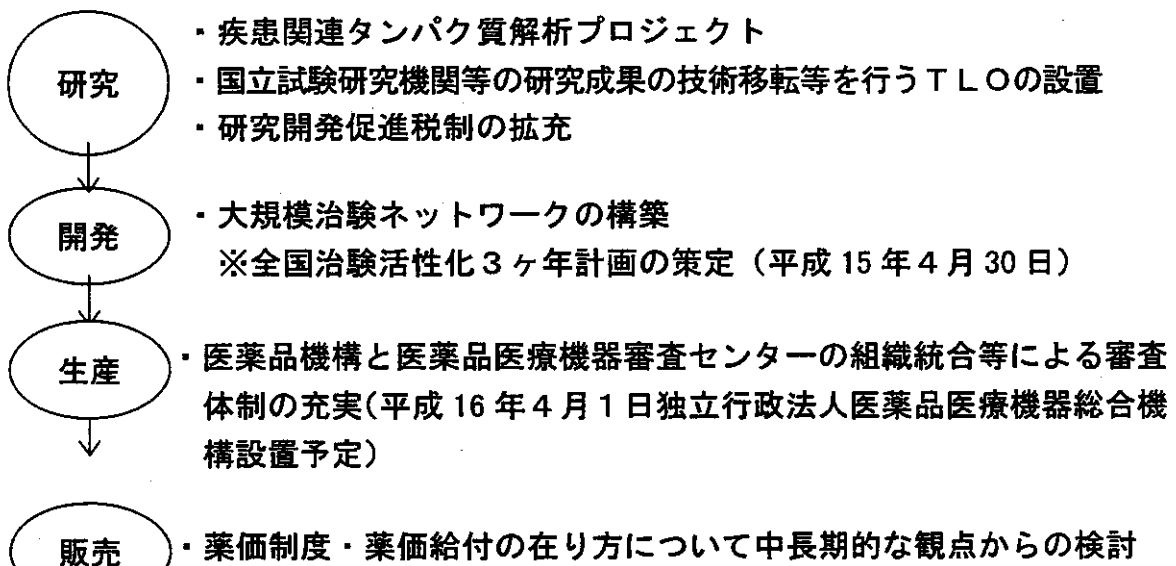 研究
・疾患関連タンパク質解析プロジェクト
・国立試験研究機関等の研究成果の技術移転等を行うTLOの設置
・研究開発促進税制の拡充
開発
・大規模治験ネットワークの構築
※全国治験活性化3ヶ年計画の策定（平成15年4月30日）
生産
・医薬品機構と医薬品医療機器審査センターの組織統合等による審査
体制の充実（平成16年4月1日独立行政法人医薬品医療機器総合機
構設置予定）
販売
・薬価制度・薬価給付の在り方について中長期的な観点からの検討